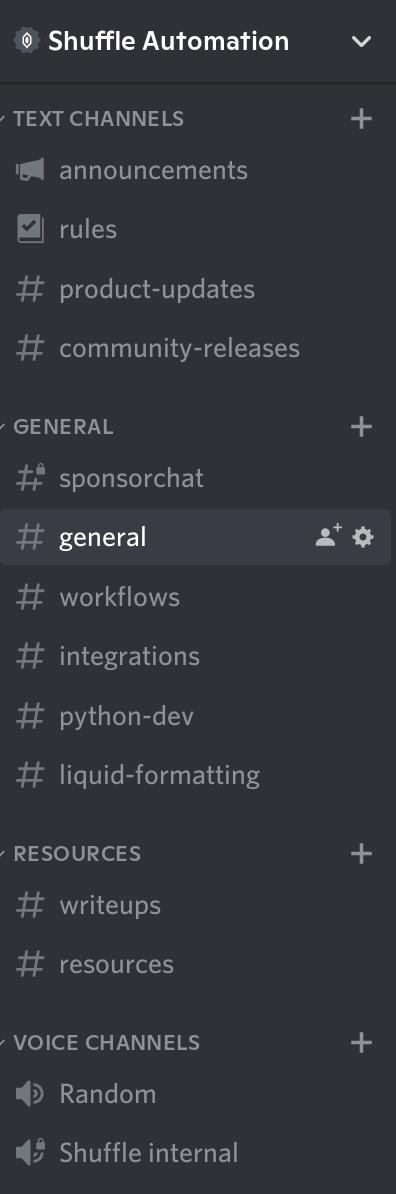 Shuffle Automation
TEXT CHANNELS
announcements
rules
product-updates
community-releases
GENERAL
sponsorchat
general
workflows
integrations
python-dev
liquid-formatting
RESOURCES
writeups
resources
VOICE CHANNELS
Random
Shuffle internal